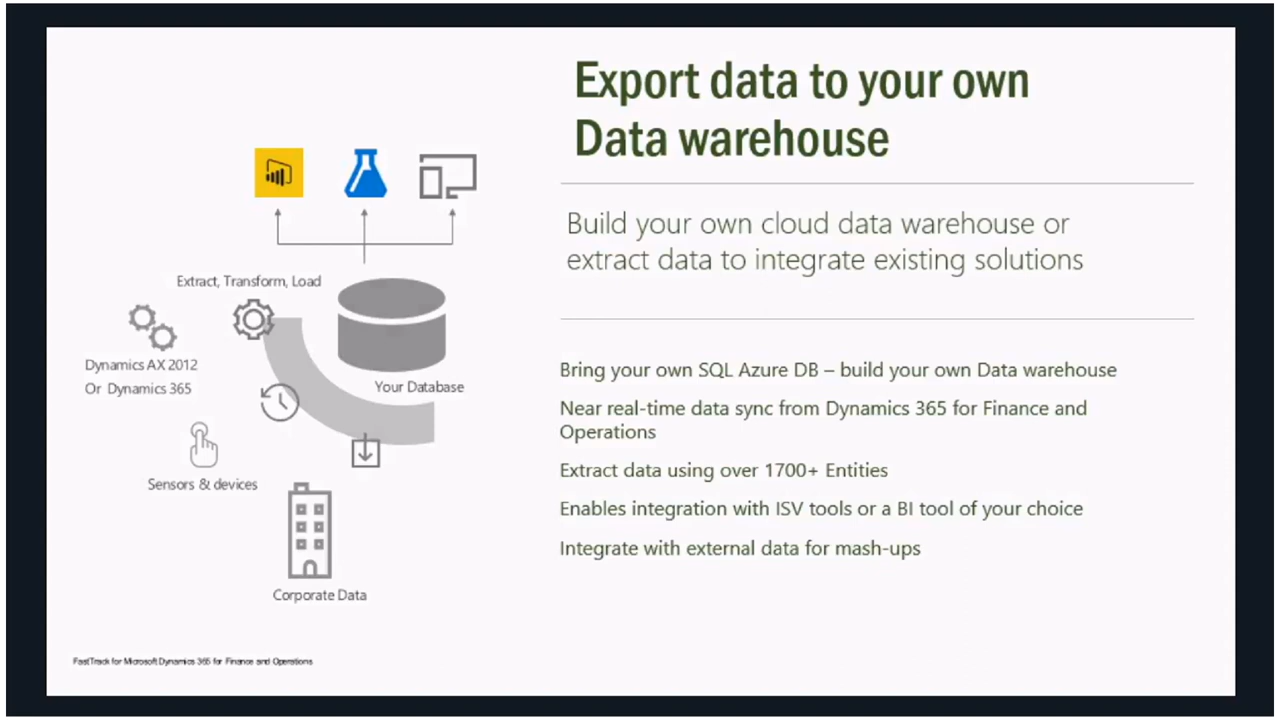 Export data to your own
Data warehouse
Build your own cloud data warehouse or
extract data to integrate existing solutions
Extract, Transform, Load
Dynamics AX 2012
Or Dynamics 365
Your Database
Sensors & devices
Corporate Data
Bring your own SQL Azure DB – build your own Data warehouse
Near real-time data sync from Dynamics 365 for Finance and
Operations
Extract data using over 1700+ Entities
Enables integration with ISV tools or a BI tool of your choice
Integrate with external data for mash-ups
FastTrack for Microsoft Dynamics 365 for Finance and Operations